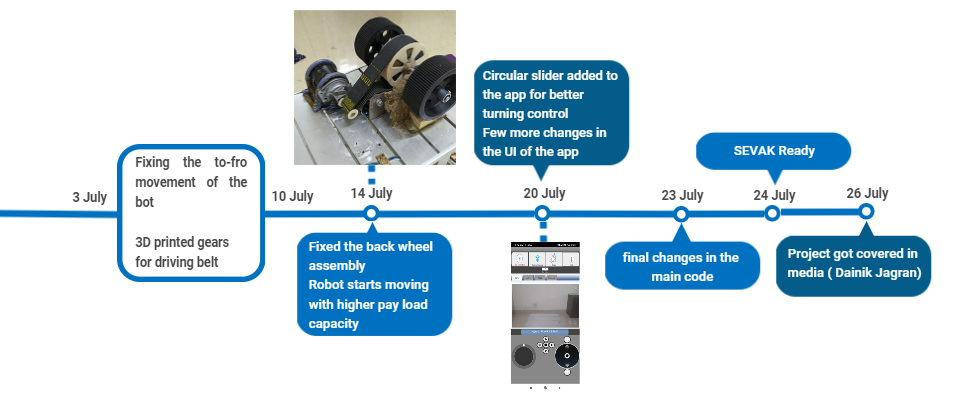 3 July
Fixing the to-fro
movement of the
bot
3D printed gears
for driving belt
10 July
14 July
Fixed the back wheel
assembly
Robot starts moving
with higher pay load
capacity
Circular slider added to
the app for better
turning control
Few more changes in
the UI of the app
20 July
23 July
final changes in the
main code
SEVAK Ready
24 July
26 July
Project got covered in
media ( Dainik Jagran)